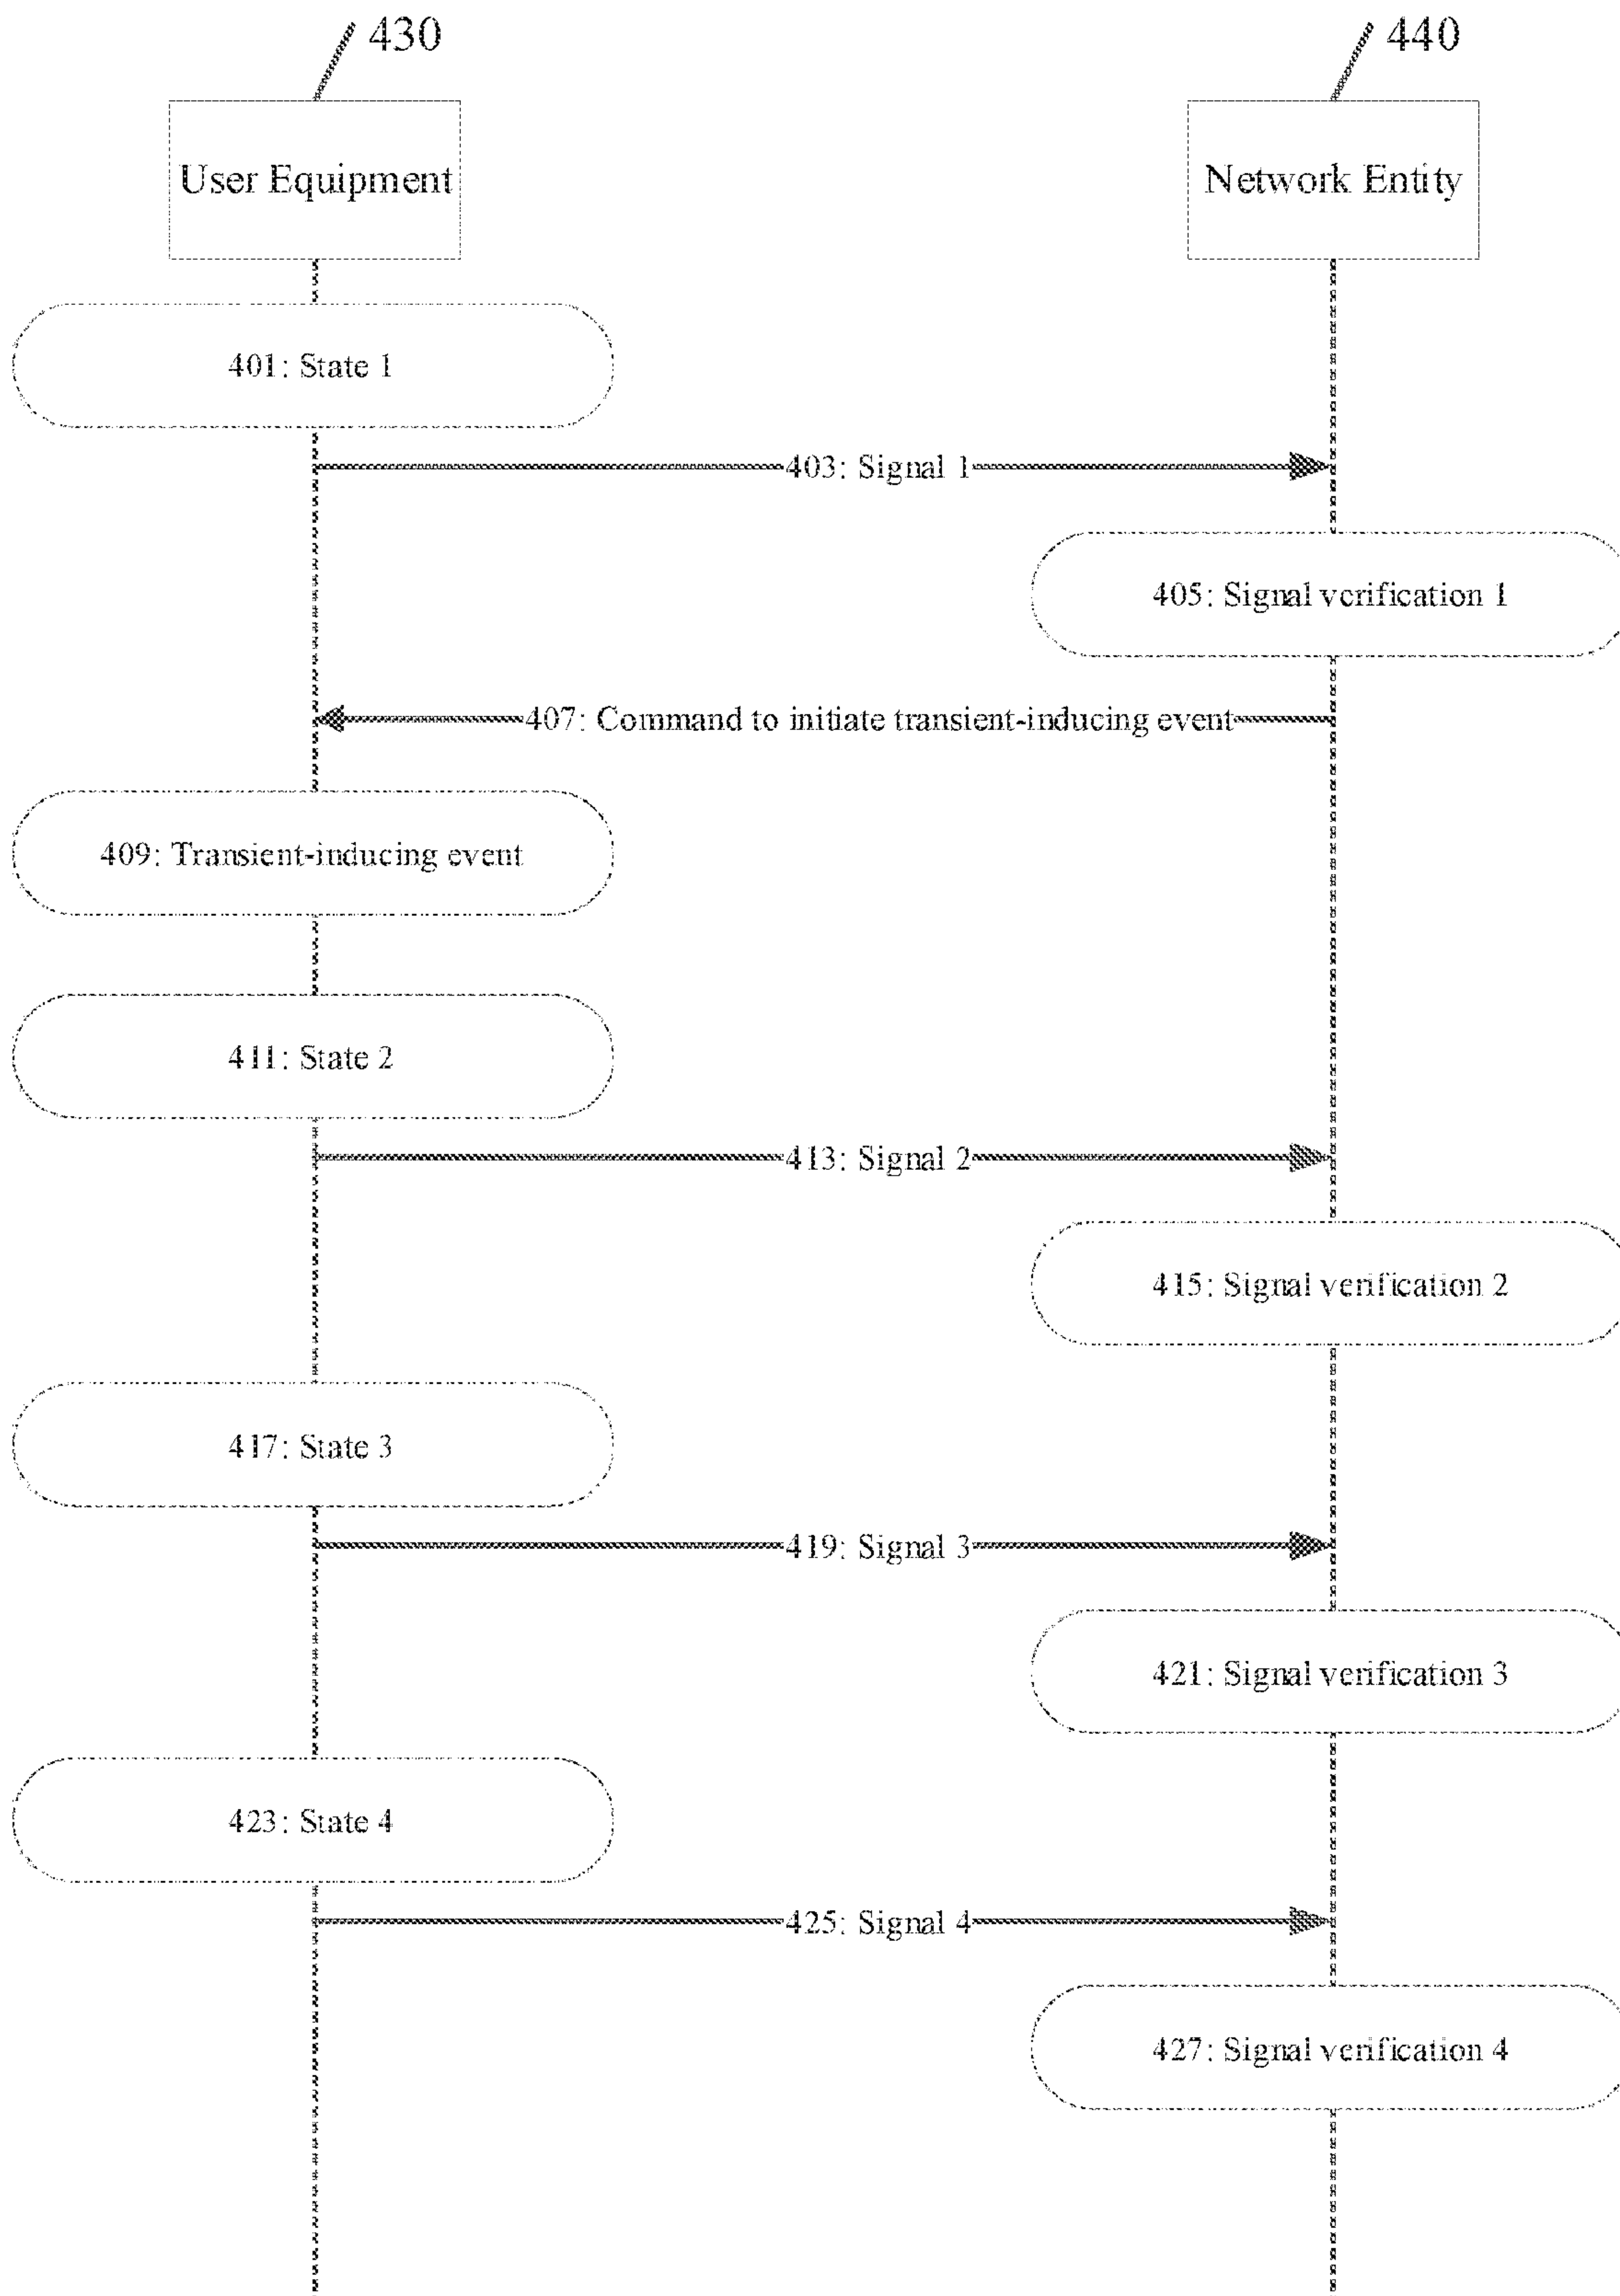 430
440
User Equipment
Network Entity
401: State 1
403: Signal 1
405: Signal verification 1
407: Command to initiate transient-inducing event
409: Transient-inducing event
411: State 2
413: Signal 2
415: Signal verification 2
417: State 3
419: Signal 3
421: Signal verification 3
423: State 4
425: Signal 4
427: Signal verification 4